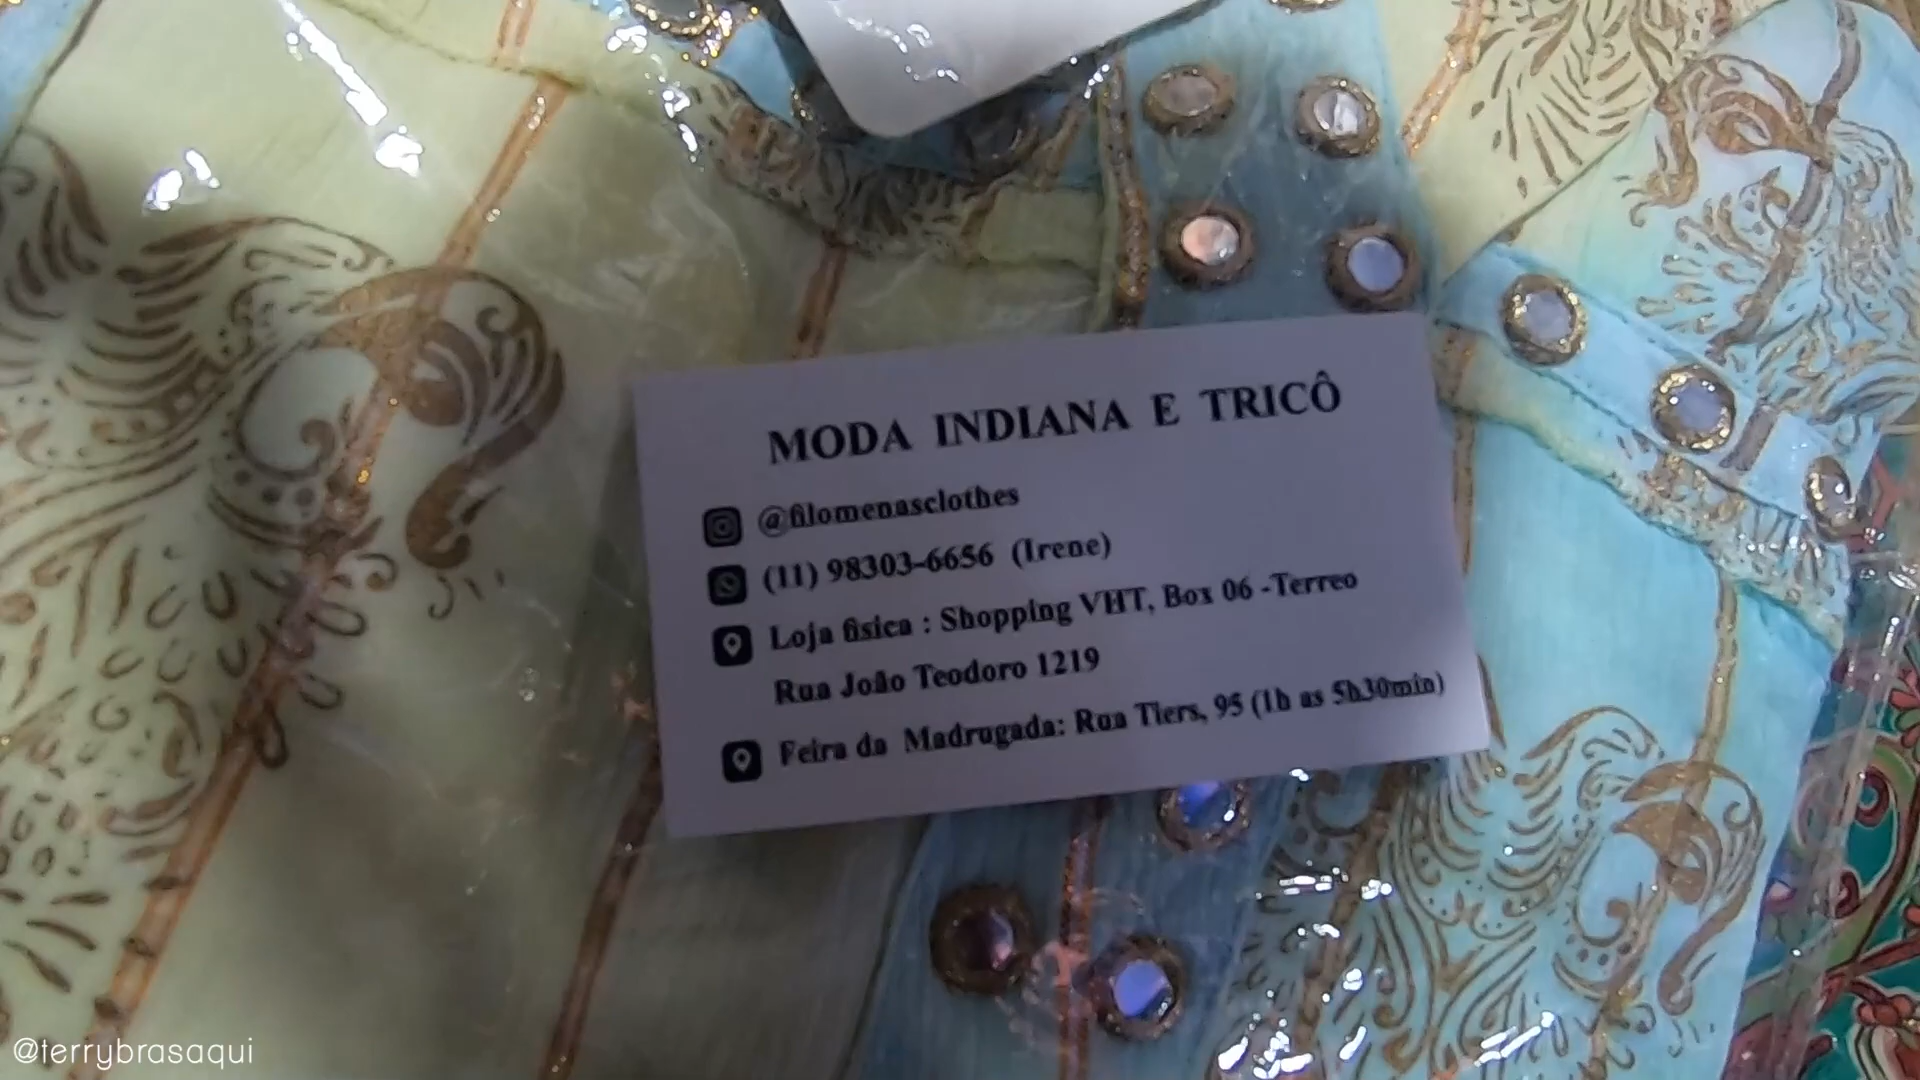 MODA INDIANA E TRICÔ
@filomenasclothes
(11) 98303-6656 (Irene)
Loja fisica : Shopping VHT, Box 06 -Terreo
Rua João Teodoro 1219
Feira da Madrugada: Rua Tiers, 95 (1h as 5h30min)
@terrybrasaqui